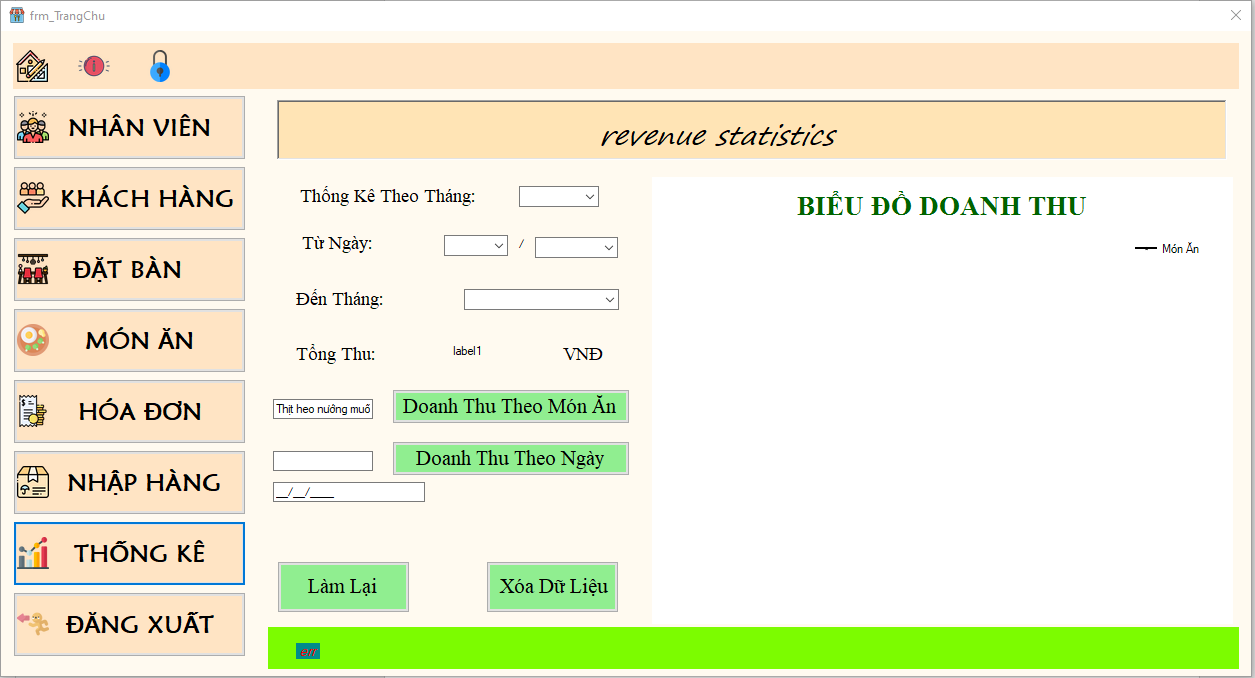 frm_TrangChu
NHÂN VIÊN
KHÁCH HÀNG
ĐẶT BÀN
MÓN ĂN
HÓA ĐƠN
NHẬP HÀNG
THỐNG KÊ
ĐĂNG XUẤT
revenue statistics
Thống Kê Theo Tháng:
Từ Ngày: /
Đến Tháng:
Tổng Thu: label1 VNĐ
Thịt heo nướng muố Doanh Thu Theo Món Ăn
Doanh Thu Theo Ngày
__/__/____
Làm Lại Xóa Dữ Liệu
BIỂU ĐỒ DOANH THU
Món Ăn